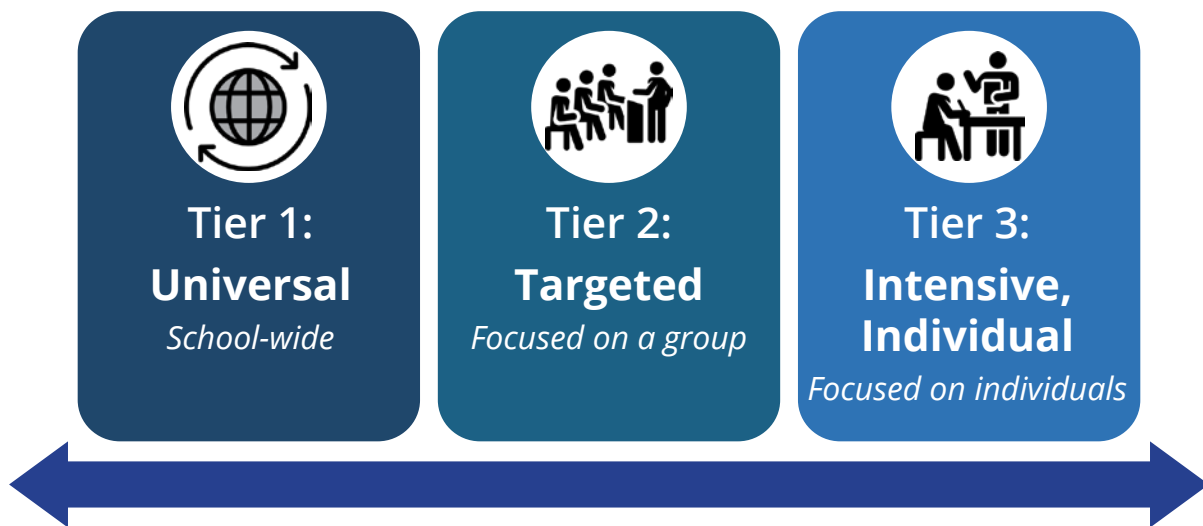 Tier 1:
Universal
School-wide
Tier 2:
Targeted
Focused on a group
Tier 3:
Intensive,
Individual
Focused on individuals